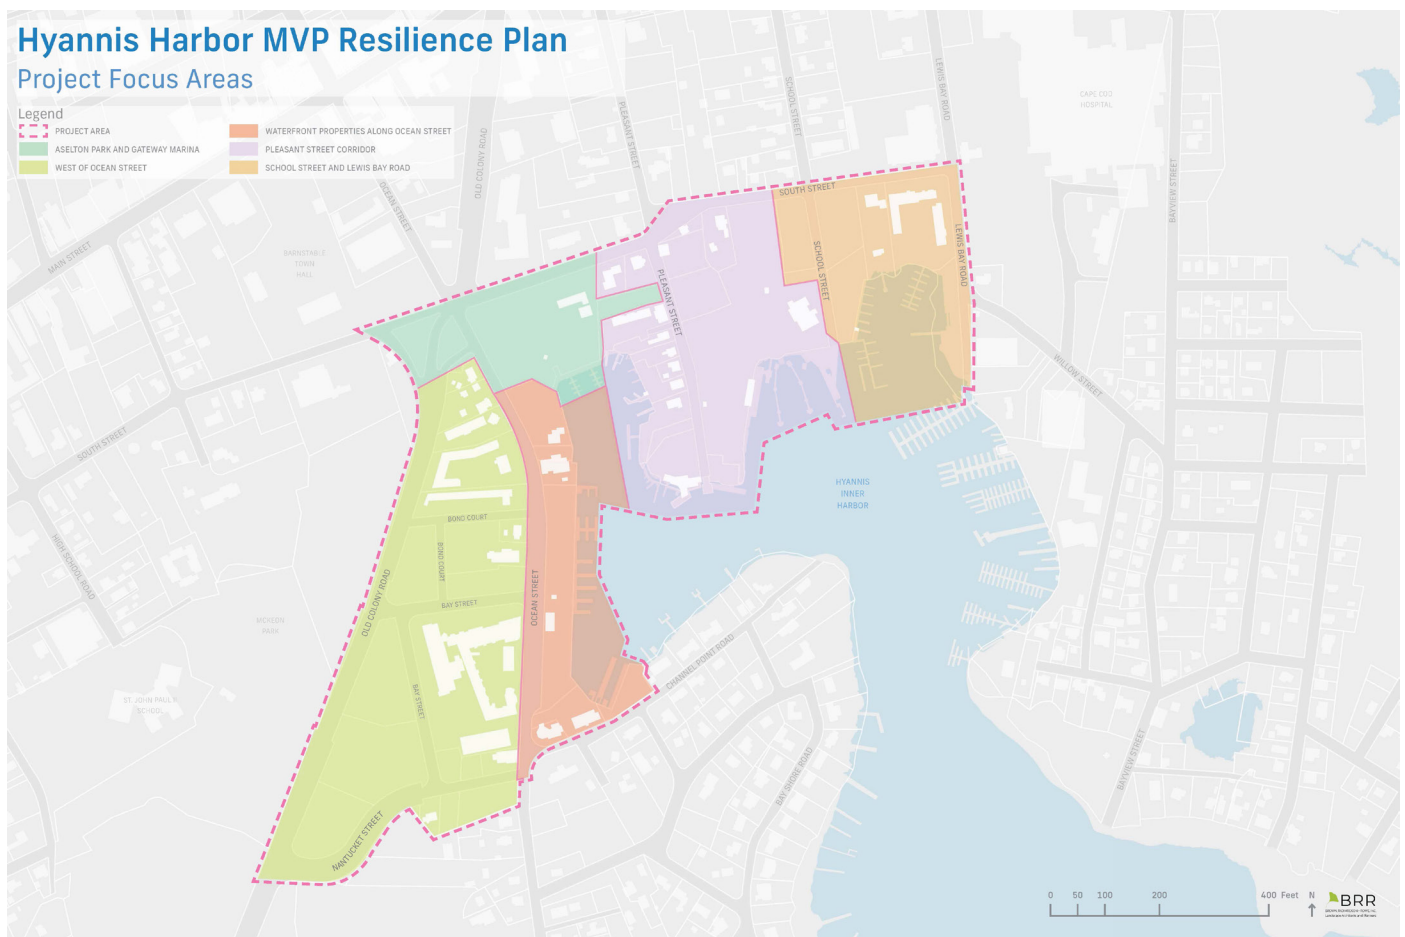 Hyannis Harbor MVP Resilience Plan
Project Focus Areas
Legend
PROJECT AREA
ASELTON PARK AND GATEWAY MARINA
WEST OF OCEAN STREET
WATERFRONT PROPERTIES ALONG OCEAN STREET
PLEASANT STREET CORRIDOR
SCHOOL STREET AND LEWIS BAY ROAD
PLEASANT STREET
SCHOOL STREET
LEWIS BAY ROAD
CAPE COD
HOSPITAL
OLD COLONY ROAD
OCEAN STREET
MAIN STREET
BARNSTABLE
TOWN
HALL
SOUTH STREET
SCHOOL STREET
LEWIS BAY ROAD
BAYVIEW STREET
PLEASANT STREET
WILLOW STREET
SOUTH STREET
HYANNIS
INNER
HARBOR
BOND COURT
BOND COURT
HIGH SCHOOL ROAD
OLD COLONY ROAD
BAY STREET
OCEAN STREET
MCKEON
PARK
CHANNEL POINT ROAD
ST. JOHN PAUL II
SCHOOL
BAY STREET
BAY SHORE ROAD
BAYVIEW STREET
NANTUCKET STREET
0 50 100 200 400 Feet
N
BRR